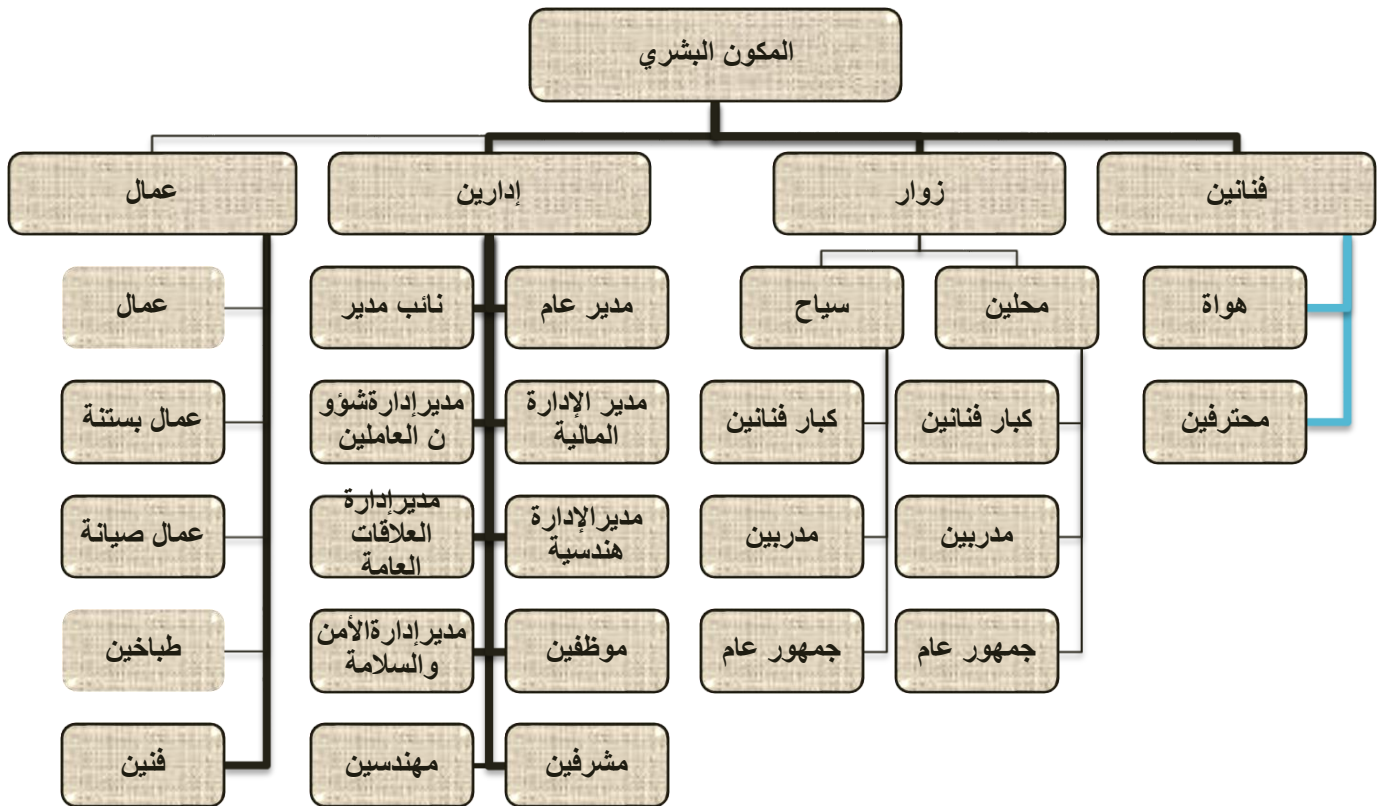 المكون البشري
فنانين
زوار
إدارين
عمال
هواة
محترفين
محلين
سياح
كبار فنانين
كبار فنانين
مدربين
مدربين
جمهور عام
جمهور عام
مدير عام
نائب مدير
مدير الإدارة
المالية
مديرإدارةشؤو
ن العاملين
مديرالإدارة
هندسية
مديرإدارة
العلاقات
العامة
موظفين
مديرإدارةالأمن
والسلامة
مشرفين
مهندسين
عمال
عمال بستنة
عمال صيانة
طباخين
فنين